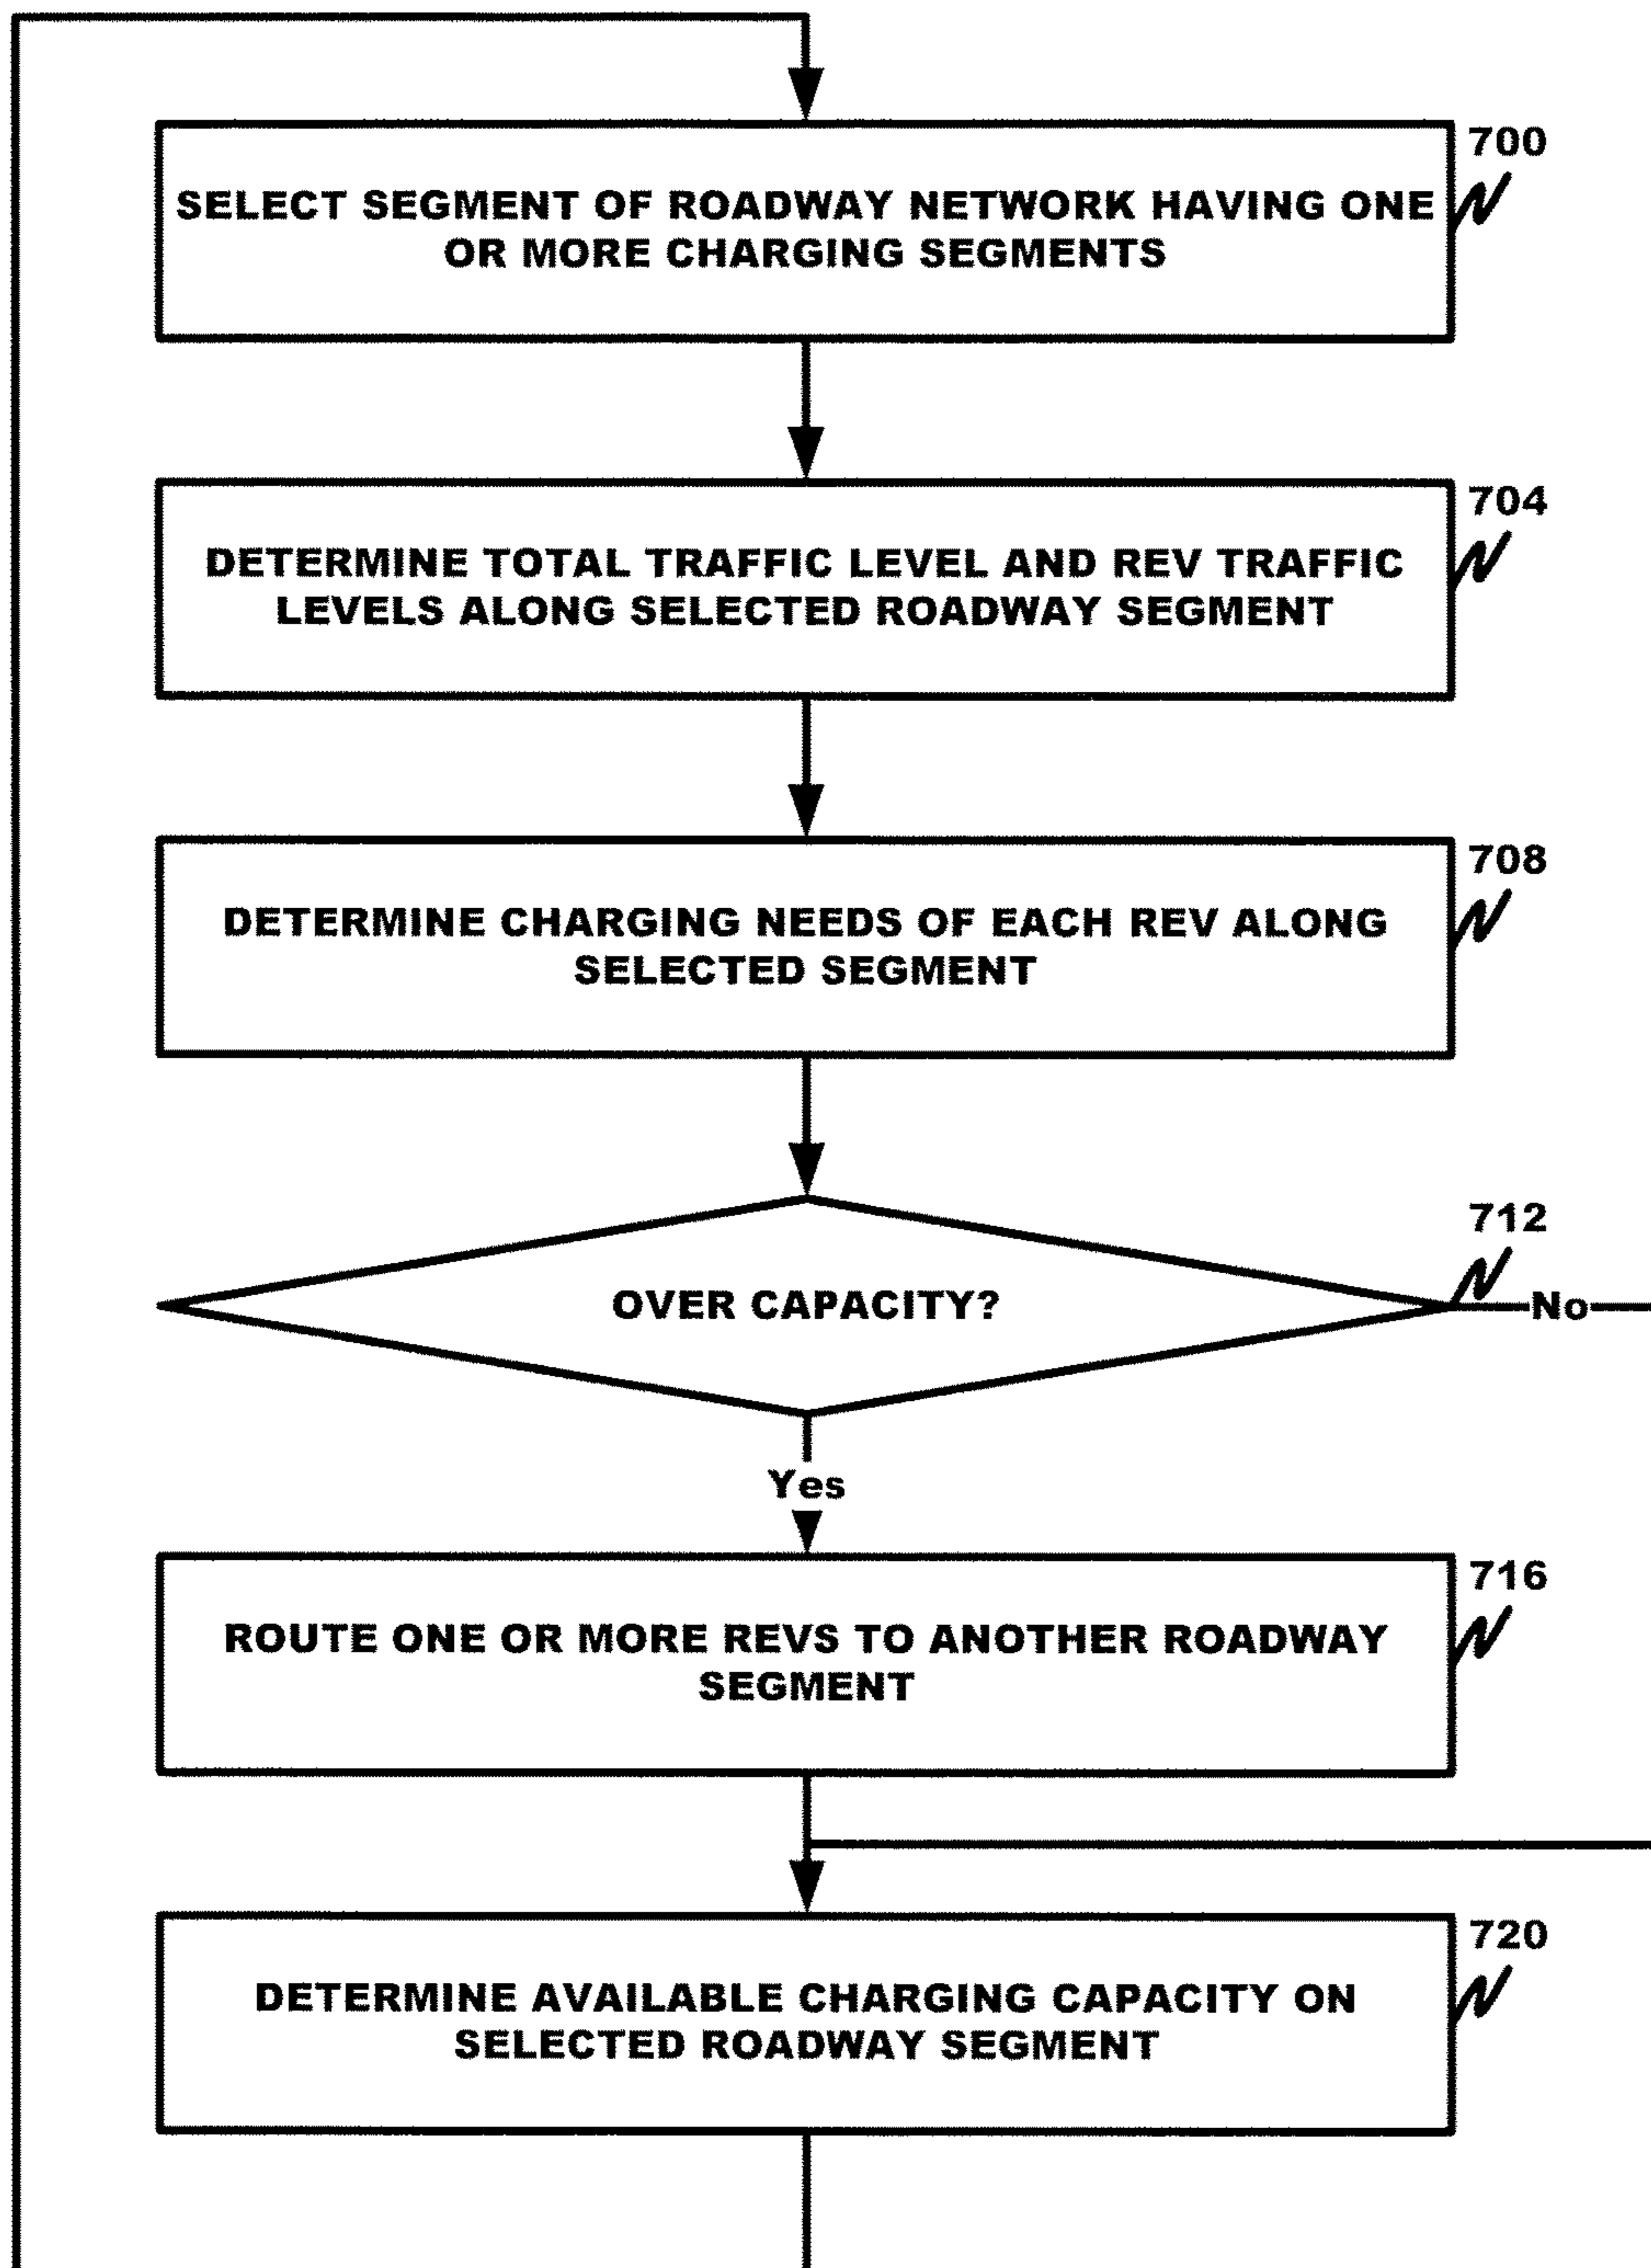 700
SELECT SEGMENT OF ROADWAY NETWORK HAVING ONE
OR MORE CHARGING SEGMENTS
704
DETERMINE TOTAL TRAFFIC LEVEL AND REV TRAFFIC
LEVELS ALONG SELECTED ROADWAY SEGMENT
708
DETERMINE CHARGING NEEDS OF EACH REV ALONG
SELECTED SEGMENT
712
OVER CAPACITY?
No
Yes
716
ROUTE ONE OR MORE REVS TO ANOTHER ROADWAY
SEGMENT
720
DETERMINE AVAILABLE CHARGING CAPACITY ON
SELECTED ROADWAY SEGMENT